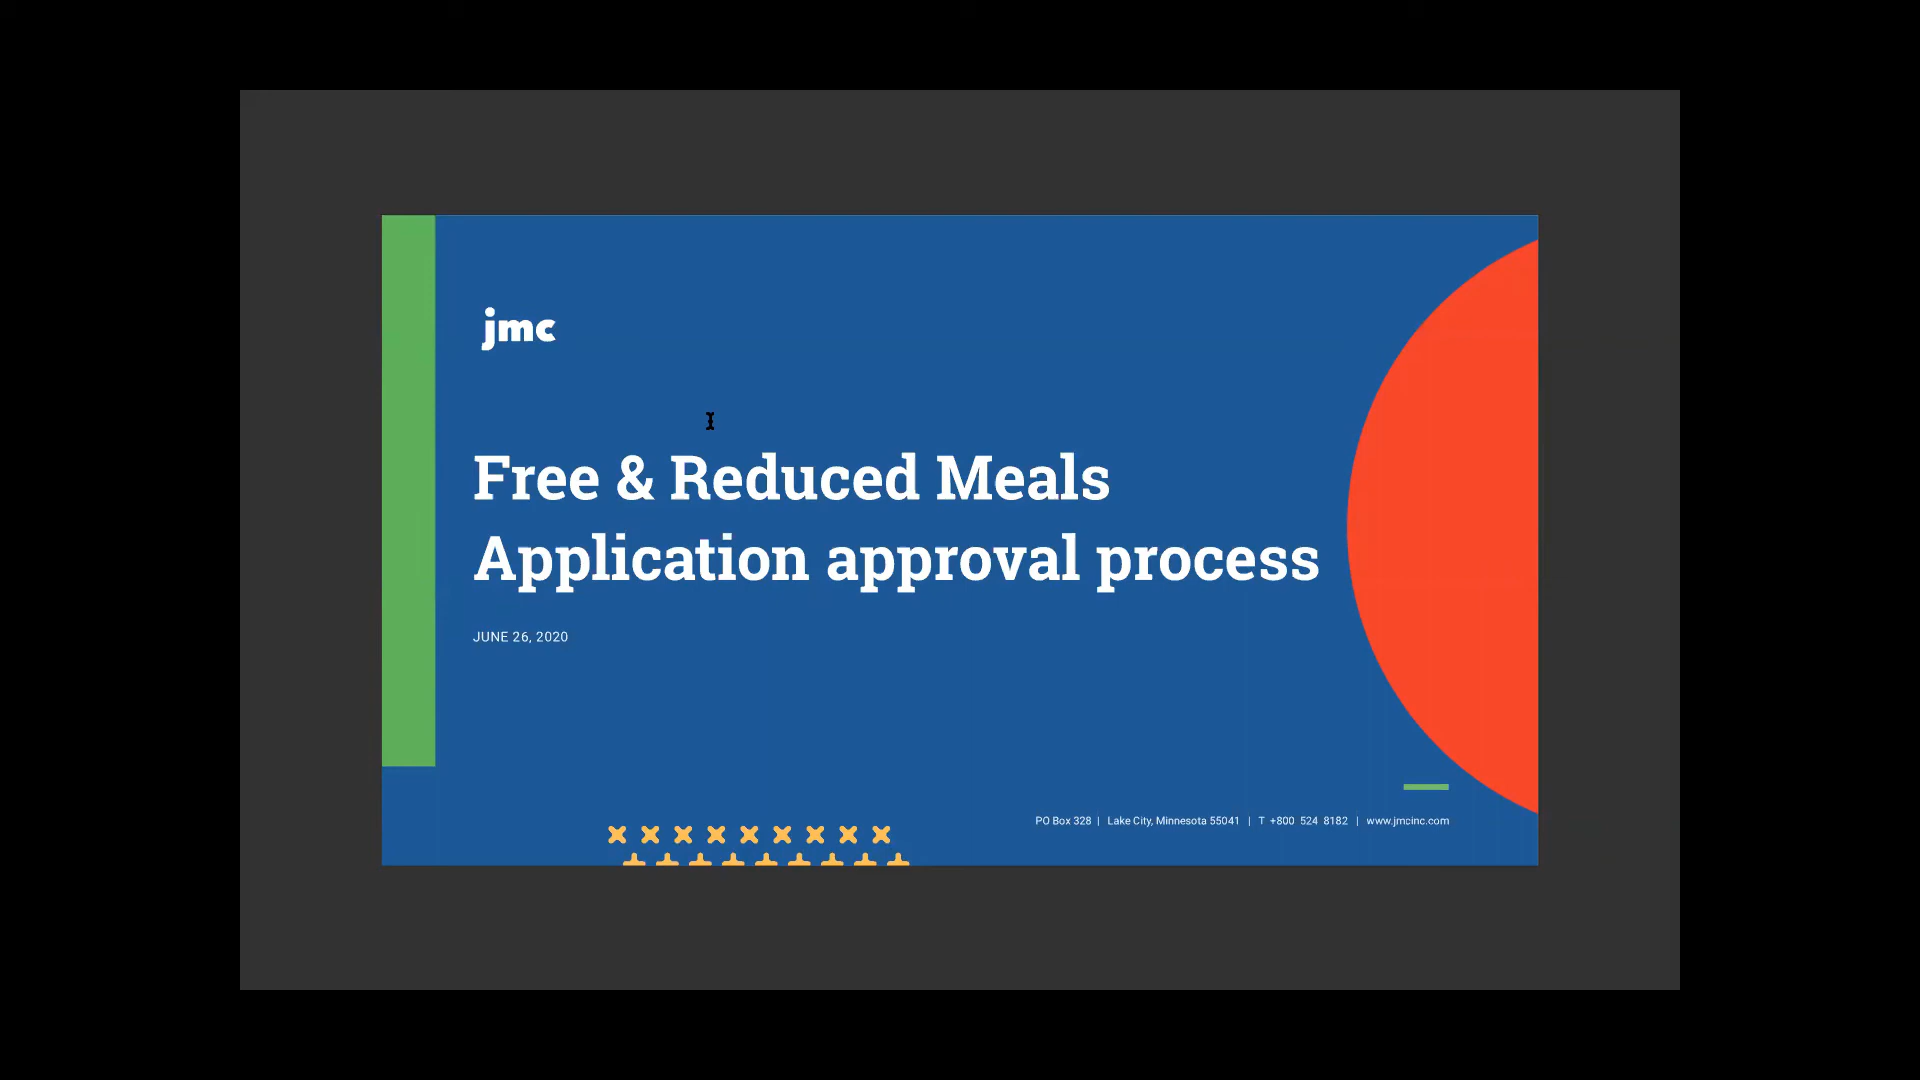 jmc
Free & Reduced Meals
Application approval process
JUNE 26, 2020
PO Box 328 | Lake City, Minnesota 55041 | T +800 524 8182 | www.jmcinc.com